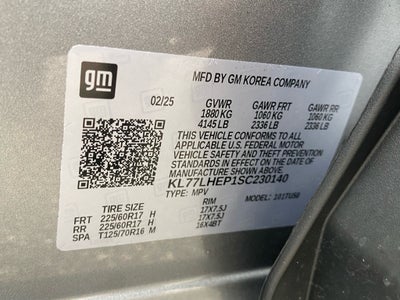 gm
MFD BY GM KOREA COMPANY
02/25 GVWR GAWR FRT GAWR RR
1880 KG 1060 KG 1060 KG
4145 LB 2336 LB 2336 LB
THIS VEHICLE CONFORMS TO ALL
APPLICABLE U.S. FEDERAL MOTOR
VEHICLE SAFETY AND THEFT PREVENTION
STANDARDS IN EFFECT ON THE DATE OF
MANUFACTURE SHOWN ABOVE.
KL77LHEP1SC230140
TYPE: MPV MODEL:
TIRE SIZE RIM
FRT 225/60R17 H 17X7.5J
RR 225/60R17 H 17X7.5J
SPA T125/70R16 M 16X4BT